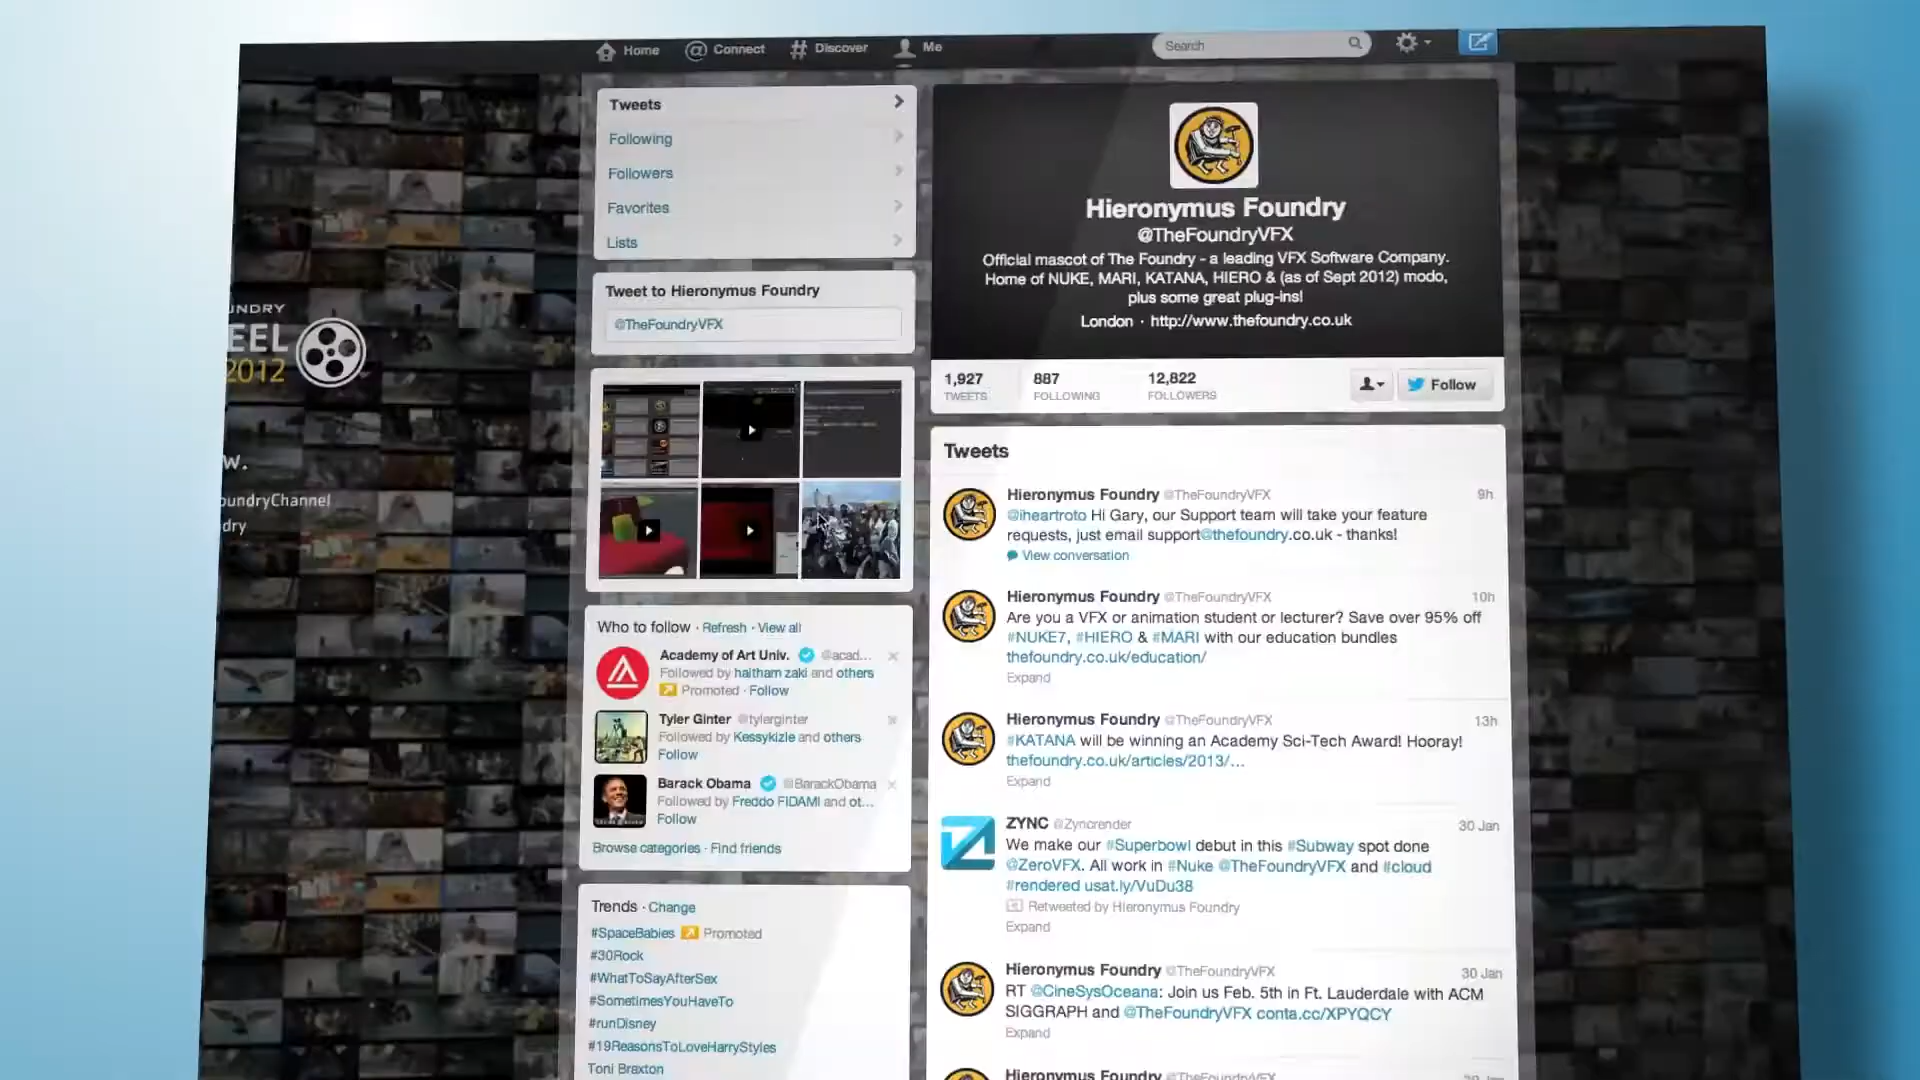 Home
Connect
Discover
Me
Search
Tweets
Following
Followers
Favorites
Lists
Tweet to Hieronymus Foundry
@TheFoundryVFX
Who to follow · Refresh · View all
Academy of Art Univ. @acad...
Followed by haitham zaki and others
Promoted · Follow
Tyler Ginter @tylerginter
Followed by Kessykizle and others
Follow
Barack Obama @BarackObama
Followed by Freddo FIDAMI and ot...
Follow
Browse categories · Find friends
Trends · Change
#SpaceBabies Promoted
#30Rock
#WhatToSayAfterSex
#SometimesYouHaveTo
#runDisney
#19ReasonsToLoveHarryStyles
Toni Braxton
Hieronymus Foundry
@TheFoundryVFX
Official mascot of The Foundry - a leading VFX Software Company.
Home of NUKE, MARI, KATANA, HIERO & (as of Sept 2012) modo,
plus some great plug-ins!
London · http://www.thefoundry.co.uk
1,927
TWEETS
887
FOLLOWING
12,822
FOLLOWERS
Follow
Tweets
Hieronymus Foundry @TheFoundryVFX 9h
@iheartroto Hi Gary, our Support team will take your feature
requests, just email support@thefoundry.co.uk - thanks!
View conversation
Hieronymus Foundry @TheFoundryVFX 10h
Are you a VFX or animation student or lecturer? Save over 95% off
#NUKE7, #HIERO & #MARI with our education bundles
thefoundry.co.uk/education/
Expand
Hieronymus Foundry @TheFoundryVFX 13h
#KATANA will be winning an Academy Sci-Tech Award! Hooray!
thefoundry.co.uk/articles/2013/...
Expand
ZYNC @Zyncrender 30 Jan
We make our #Superbowl debut in this #Subway spot done
@ZeroVFX. All work in #Nuke @TheFoundryVFX and #cloud
#rendered usat.ly/VuDu38
Retweeted by Hieronymus Foundry
Expand
Hieronymus Foundry @TheFoundryVFX 30 Jan
RT @CineSysOceana: Join us Feb. 5th in Ft. Lauderdale with ACM
SIGGRAPH and @TheFoundryVFX conta.cc/XPYQCY
Expand
Hieronymus Foundry @TheFoundryVFX 30 Jan
UNDRY
EEL
2012
w.
oundryChannel
dry